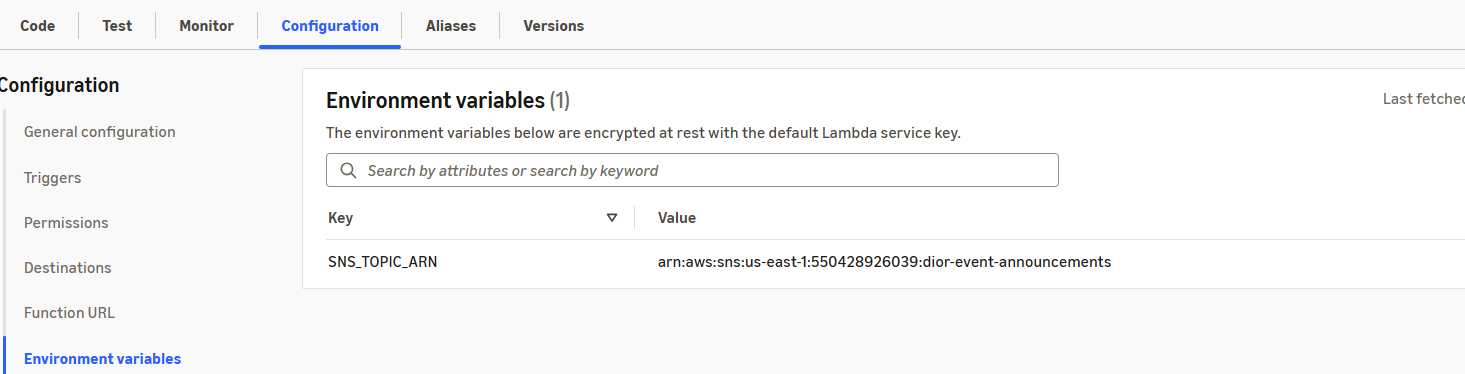 Code Test Monitor Configuration Aliases Versions
Configuration
General configuration
Triggers
Permissions
Destinations
Function URL
Environment variables
Environment variables (1)
Last fetched
The environment variables below are encrypted at rest with the default Lambda service key.
Search by attributes or search by keyword
Key Value
SNS_TOPIC_ARN arn:aws:sns:us-east-1:550428926039:dior-event-announcements